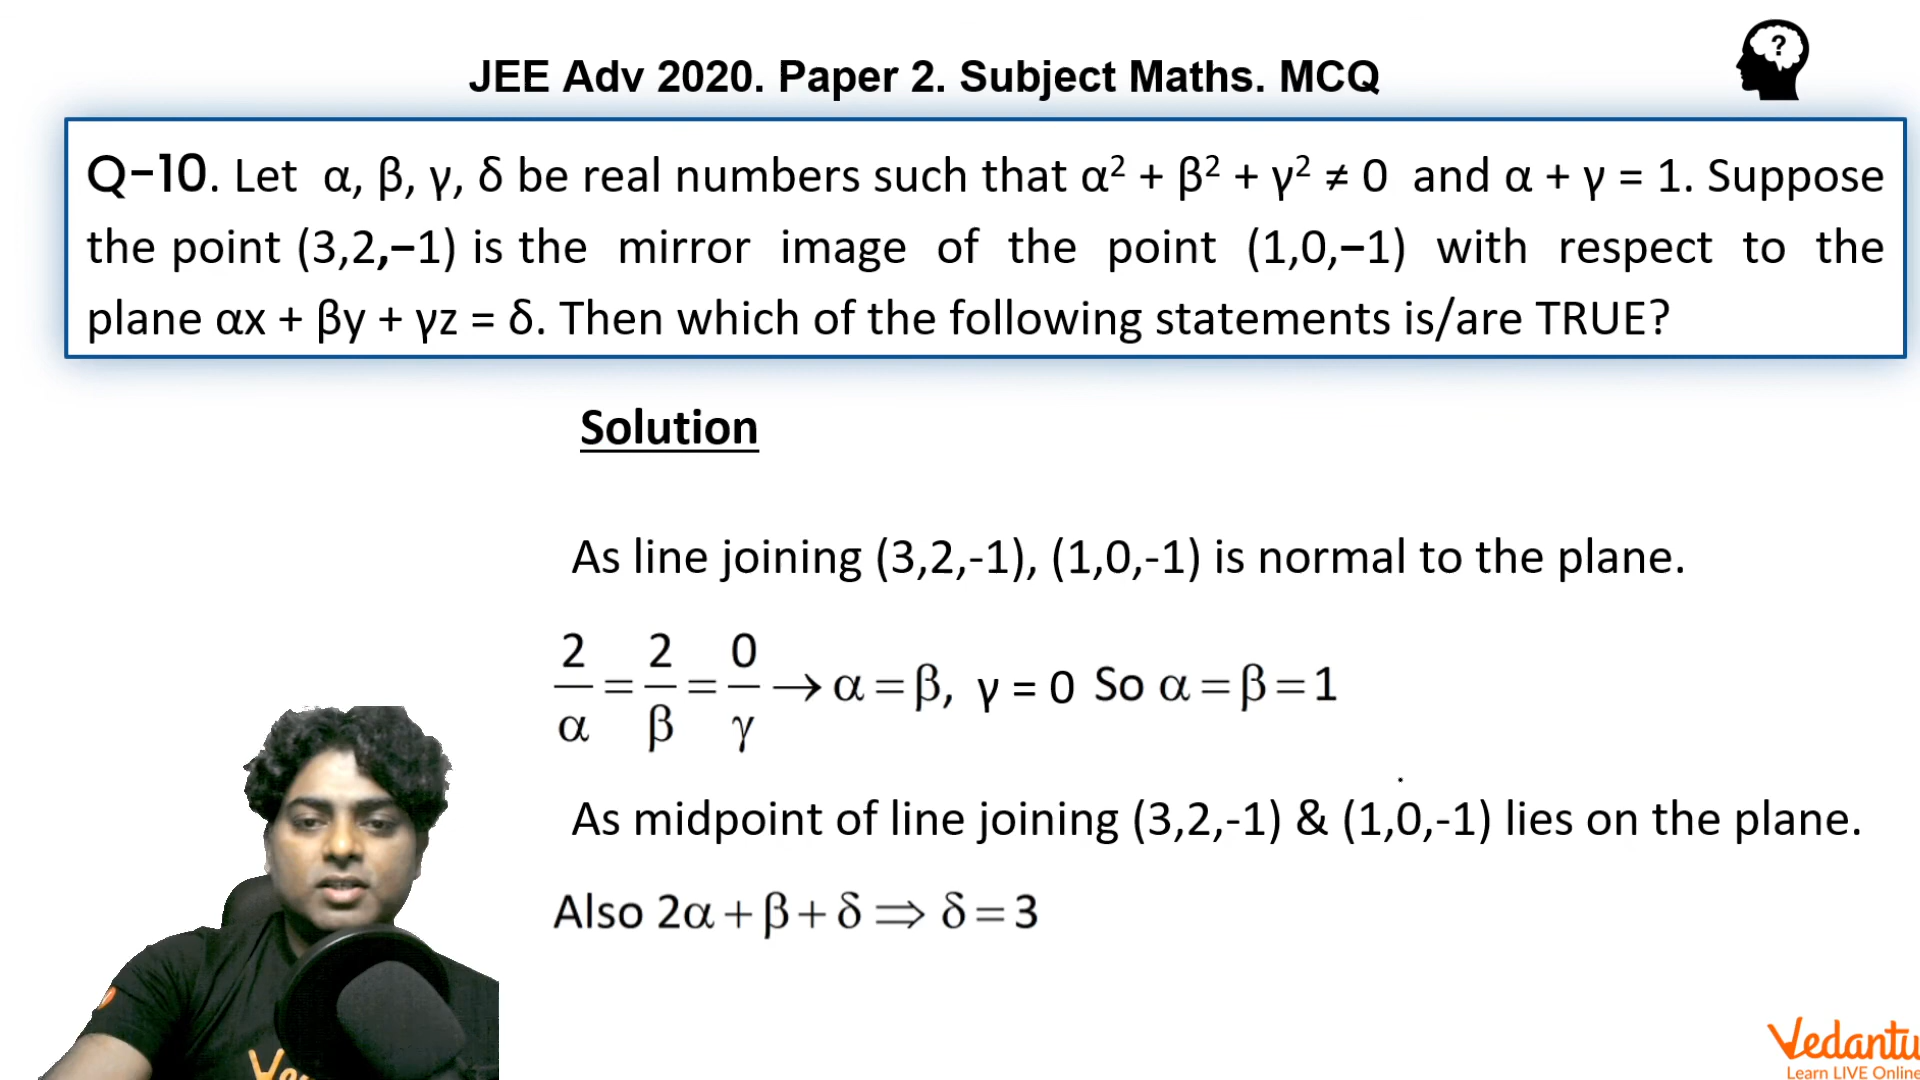 ?
JEE Adv 2020. Paper 2. Subject Maths. MCQ
Q-10. Let α, β, γ, δ be real numbers such that α² + β² + γ² ≠ 0 and α + γ = 1. Suppose
the point (3,2,−1) is the mirror image of the point (1,0,−1) with respect to the
plane αx + βy + γz = δ. Then which of the following statements is/are TRUE?
Solution
As line joining (3,2,-1), (1,0,-1) is normal to the plane.
2/α = 2/β = 0/γ → α = β, γ = 0 So α = β = 1
As midpoint of line joining (3,2,-1) & (1,0,-1) lies on the plane.
Also 2α + β + δ ⇒ δ = 3
Vedantu
Learn LIVE Online